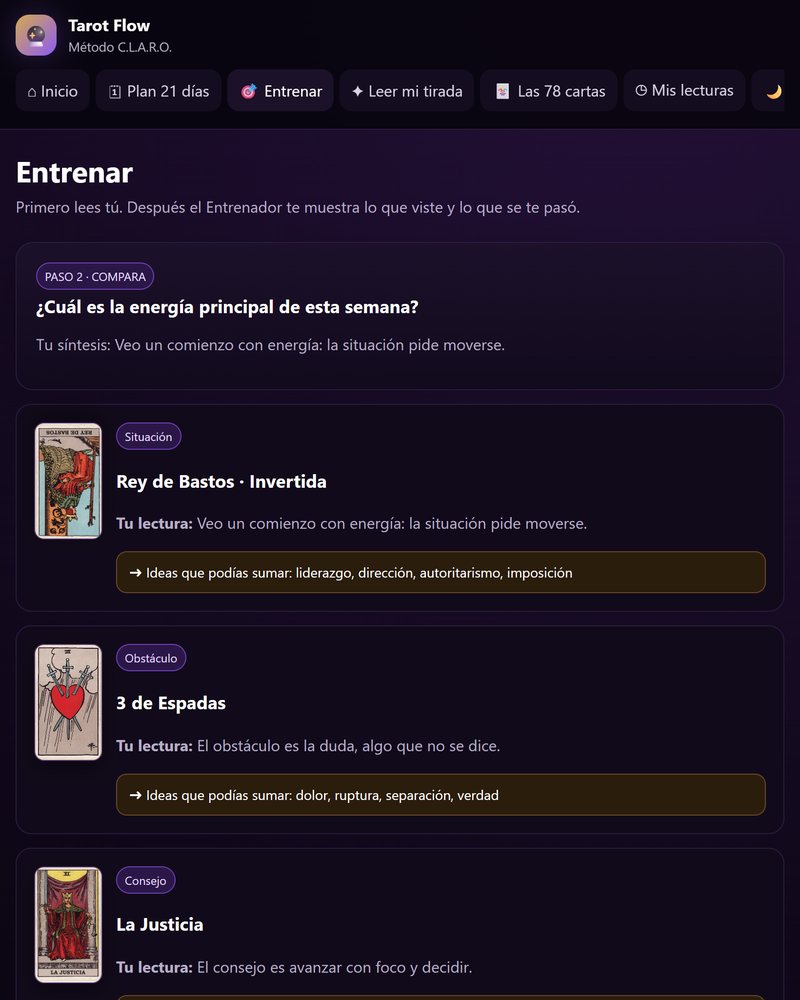 Tarot Flow
Método C.L.A.R.O.
Inicio
Plan 21 días
Entrenar
Leer mi tirada
Las 78 cartas
Mis lecturas
Entrenar
Primero lees tú. Después el Entrenador te muestra lo que viste y lo que se te pasó.
PASO 2 · COMPARA
¿Cuál es la energía principal de esta semana?
Tu síntesis: Veo un comienzo con energía: la situación pide moverse.
REY DE BASTOS
Situación
Rey de Bastos · Invertida
Tu lectura: Veo un comienzo con energía: la situación pide moverse.
→ Ideas que podías sumar: liderazgo, dirección, autoritarismo, imposición
III
Obstáculo
3 de Espadas
Tu lectura: El obstáculo es la duda, algo que no se dice.
→ Ideas que podías sumar: dolor, ruptura, separación, verdad
XI
LA JUSTICIA
Consejo
La Justicia
Tu lectura: El consejo es avanzar con foco y decidir.